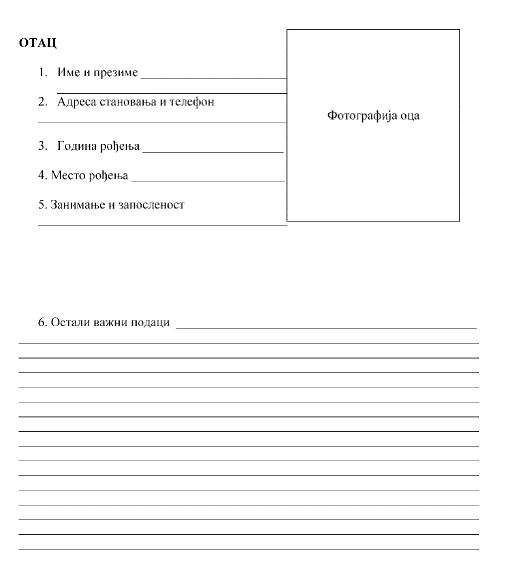 ОТАЦ
1. Име и презиме
2. Адреса становања и телефон
Фотографија оца
3. Година рођења
4. Место рођења
5. Занимање и запосленост
6. Остали важни подаци